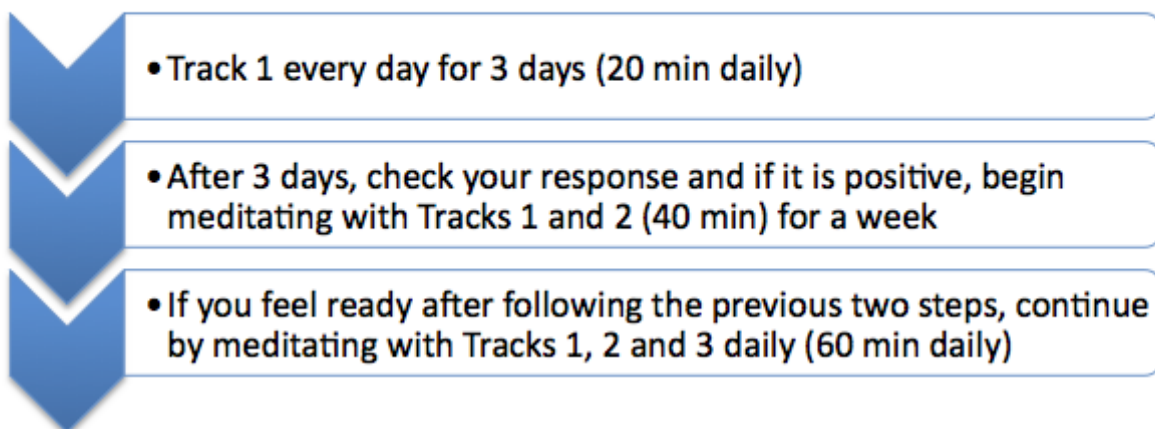 •Track 1 every day for 3 days (20 min daily)
•After 3 days, check your response and if it is positive, begin
meditating with Tracks 1 and 2 (40 min) for a week
•If you feel ready after following the previous two steps, continue
by meditating with Tracks 1, 2 and 3 daily (60 min daily)